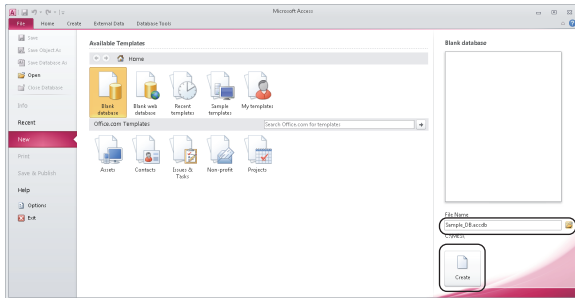 Microsoft Access
File Home Create External Data Database Tools
Save
Save Object As
Save Database As
Open
Close Database
Info
Recent
New
Print
Save & Publish
Help
Options
Exit
Available Templates
Home
Blank database
Blank web database
Recent templates
Sample templates
My templates
Office.com Templates
Search Office.com for templates
Assets
Contacts
Issues & Tasks
Non-profit
Projects
Blank database
File Name
Sample_DB.accdb
Create